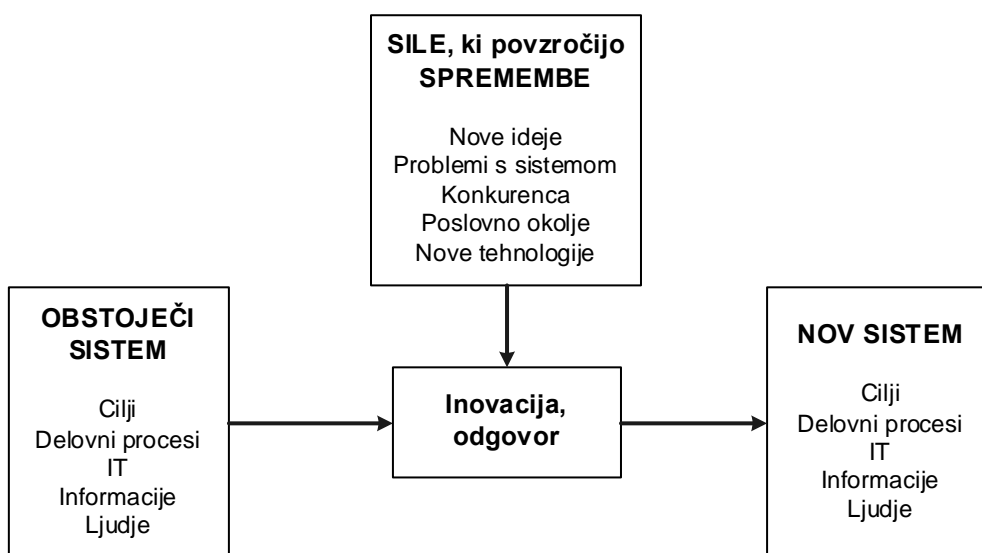 SILE, ki povzročijo
SPREMEMBE
Nove ideje
Problemi s sistemom
Konkurenca
Poslovno okolje
Nove tehnologije
OBSTOJEČI
SISTEM
Cilji
Delovni procesi
IT
Informacije
Ljudje
Inovacija,
odgovor
NOV SISTEM
Cilji
Delovni procesi
IT
Informacije
Ljudje